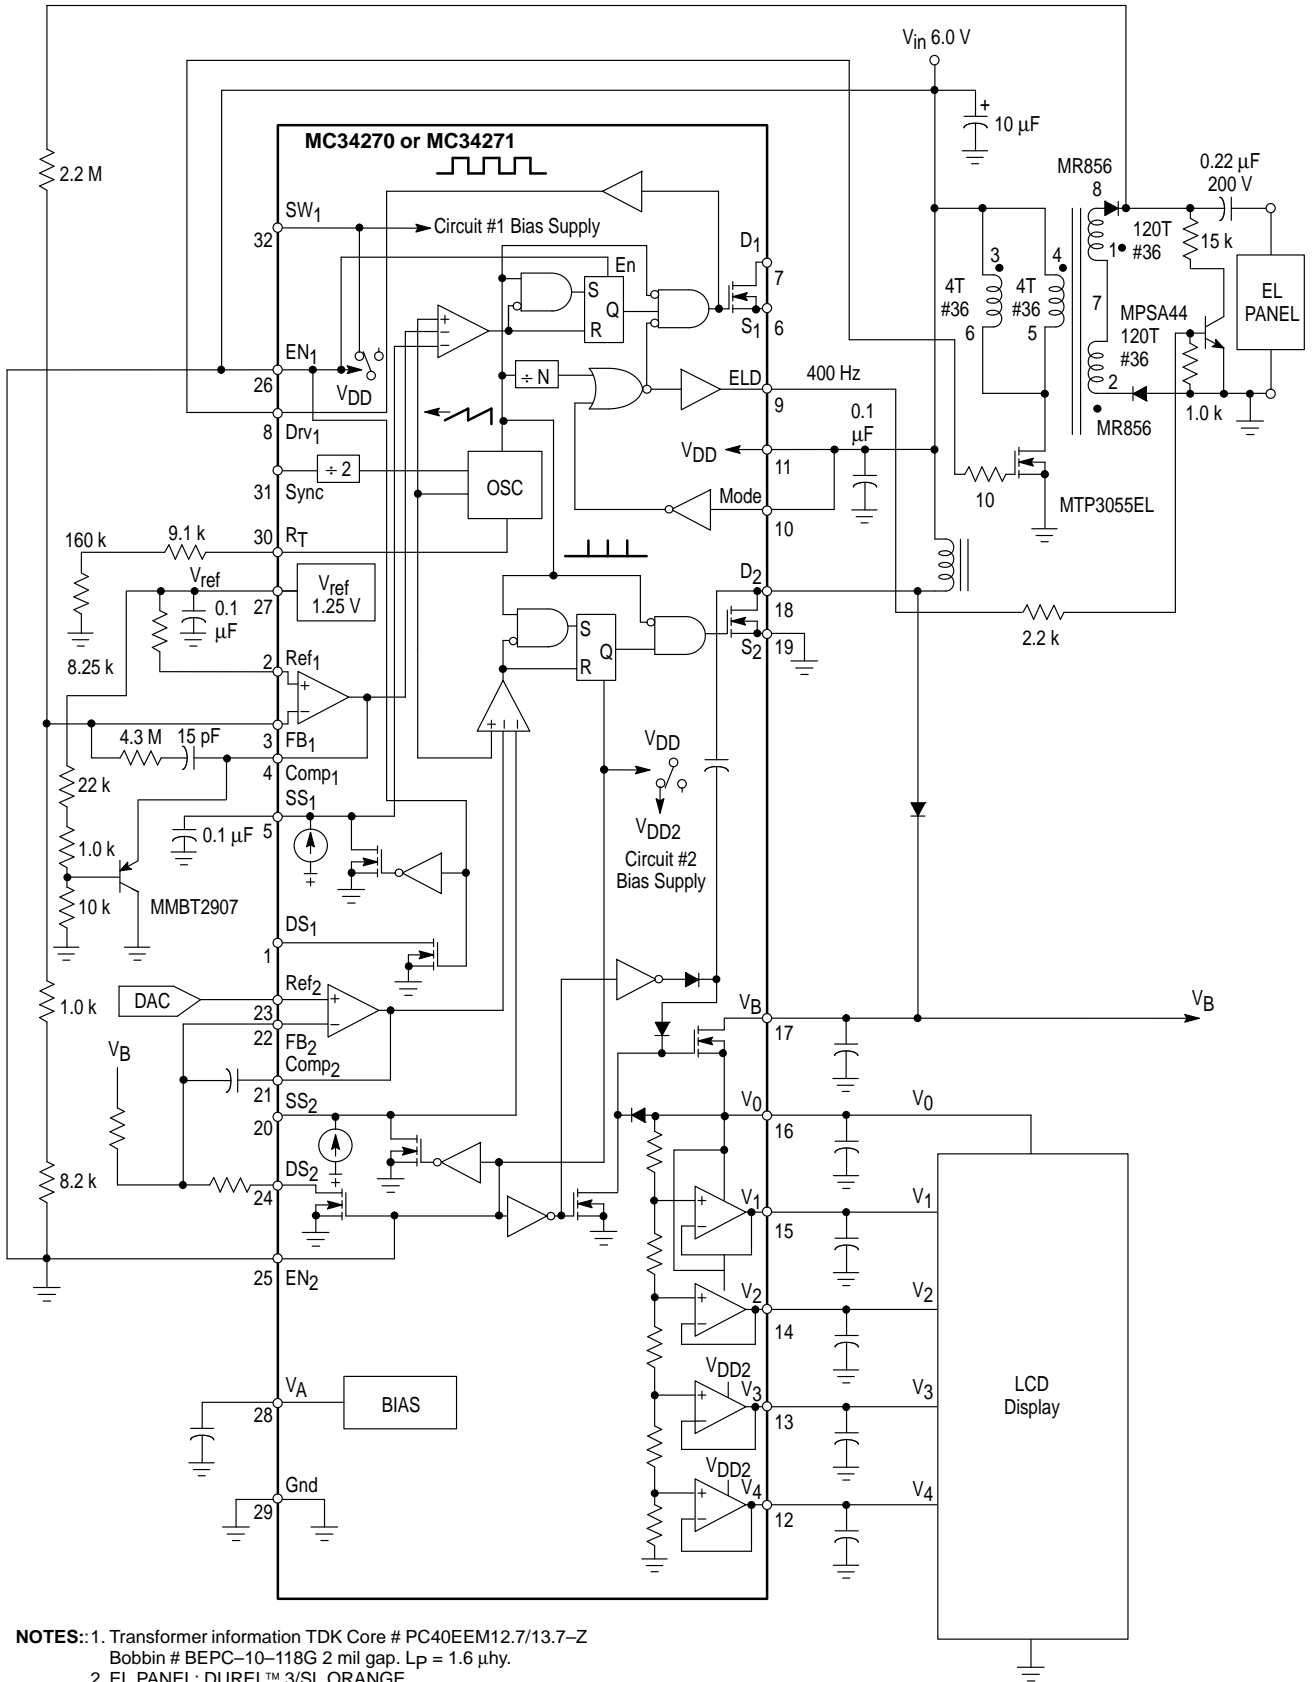 Vin 6.0 V
10 µF
MC34270 or MC34271
2.2 M
SW1
32
Circuit #1 Bias Supply
MR856
8
0.22 µF
200 V
120T
#36
1
15 k
D1
7
S1
6
En
S
Q
R
3
4
4T
#36
6
4T
#36
5
7
EL
PANEL
MPSA44
120T
#36
2
1.0 k
MR856
+
−
−
EN1
26
VDD
÷ N
ELD
9
400 Hz
0.1
µF
8
Drv1
VDD
11
31
Sync
÷ 2
OSC
Mode
10
10
MTP3055EL
160 k
9.1 k
30
RT
Vref
27
Vref
1.25 V
0.1
µF
D2
18
S2
19
2.2 k
S
Q
R
8.25 k
2
Ref1
+
−
3
FB1
4.3 M
15 pF
4
Comp1
+ − −
VDD
VDD2
Circuit #2
Bias Supply
22 k
SS1
5
0.1 µF
+
1.0 k
10 k
MMBT2907
DS1
1
DAC
Ref2
23
+
−
22
FB2
1.0 k
VB
17
VB
VB
Comp2
21
SS2
20
+
V0
16
V0
8.2 k
DS2
24
+
−
V1
15
V1
25
EN2
+
−
V2
14
V2
VDD2
+
−
V3
13
V3
LCD
Display
VA
28
BIAS
VDD2
+
−
V4
12
V4
Gnd
29
NOTES::1. Transformer information TDK Core # PC40EEM12.7/13.7–Z
Bobbin # BEPC–10–118G 2 mil gap. LP = 1.6 µhy.
2. EL PANEL: DUREL™ 3/SL ORANGE